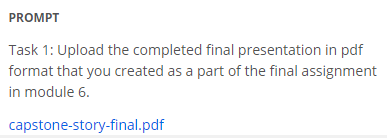 PROMPT
Task 1: Upload the completed final presentation in pdf
format that you created as a part of the final assignment
in module 6.
capstone-story-final.pdf